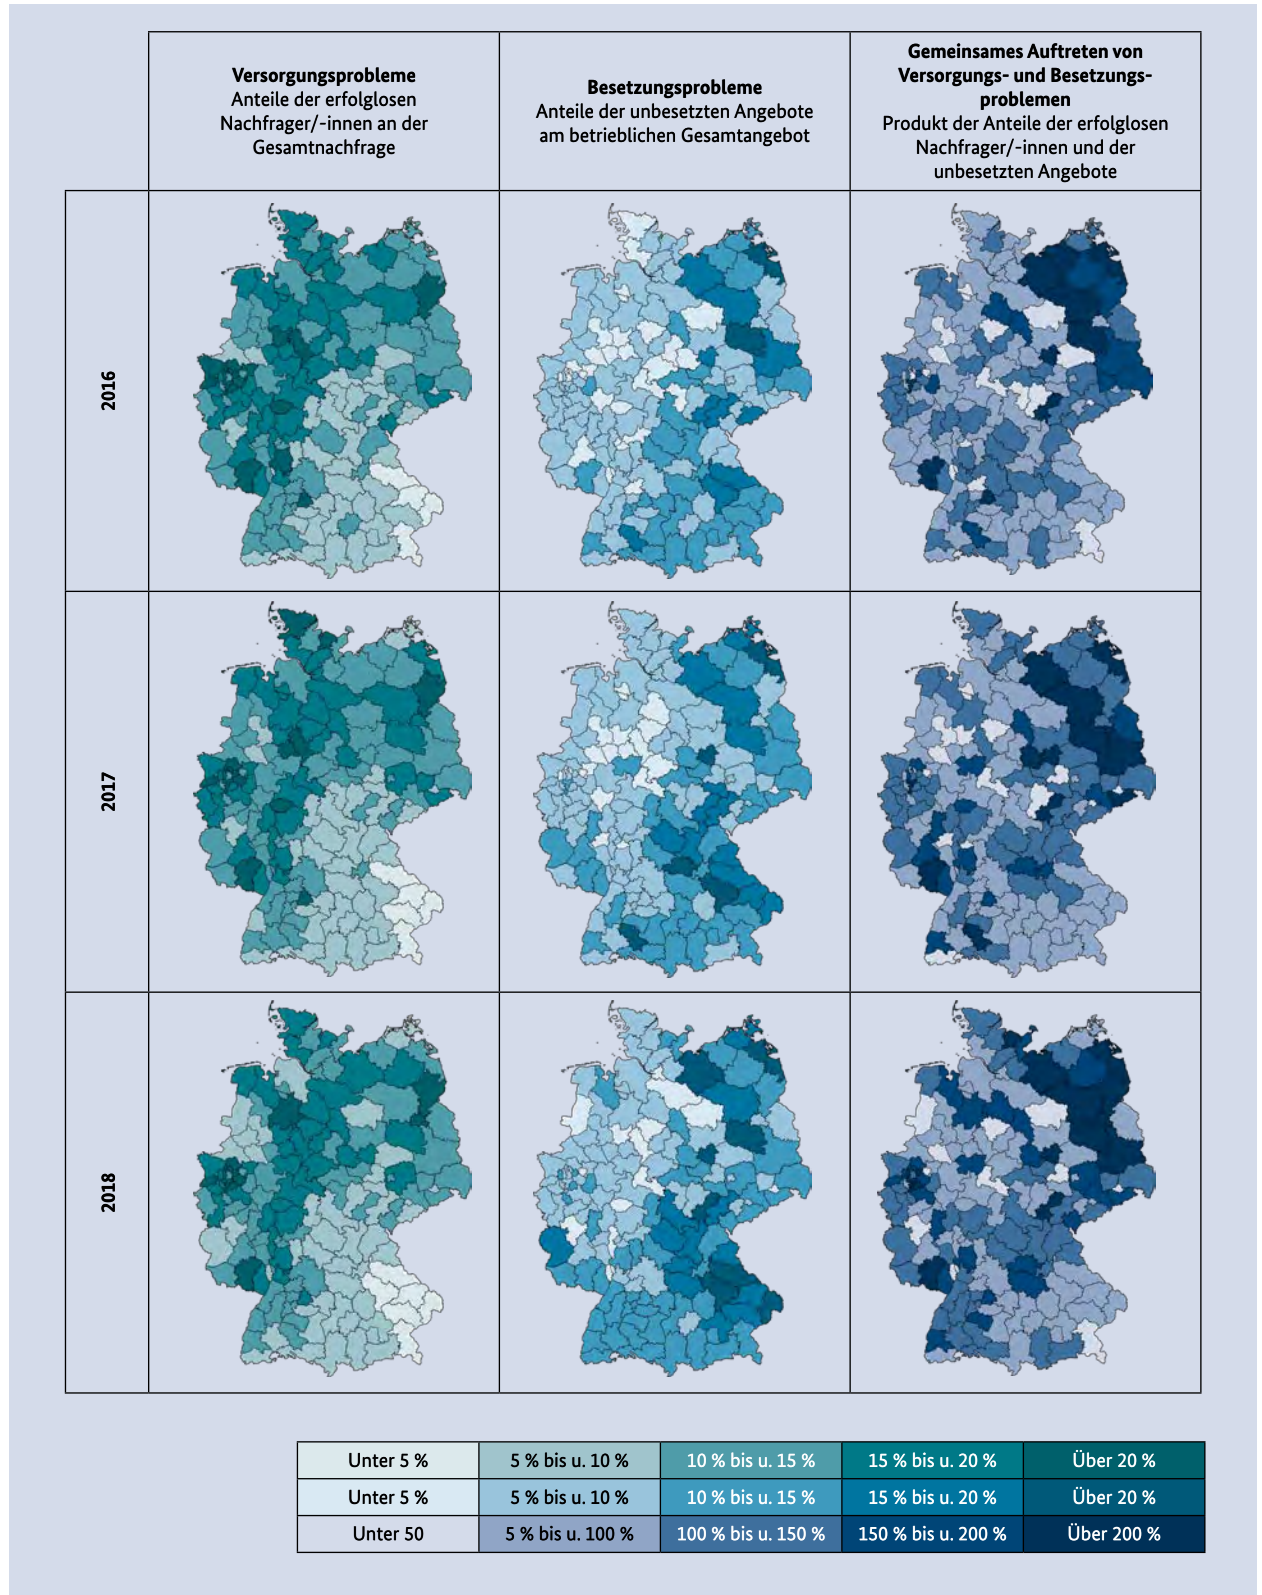 Versorgungsprobleme
Anteile der erfolglosen
Nachfrager/-innen an der
Gesamtnachfrage
Besetzungsprobleme
Anteile der unbesetzten Angebote
am betrieblichen Gesamtangebot
Gemeinsames Auftreten von
Versorgungs- und Besetzungs-
problemen
Produkt der Anteile der erfolglosen
Nachfrager/-innen und der
unbesetzten Angebote
2016
2017
2018
Unter 5 % 5 % bis u. 10 % 10 % bis u. 15 % 15 % bis u. 20 % Über 20 %
Unter 5 % 5 % bis u. 10 % 10 % bis u. 15 % 15 % bis u. 20 % Über 20 %
Unter 50 5 % bis u. 100 % 100 % bis u. 150 % 150 % bis u. 200 % Über 200 %